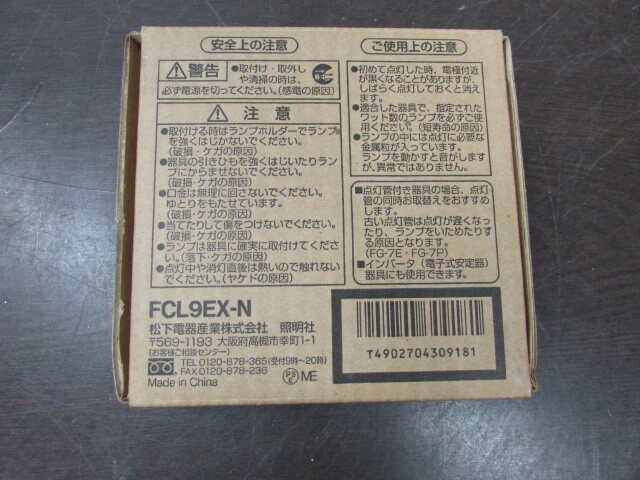 安全上の注意
⚠警告
●取付け・取外し
や清掃の時は、
必ず電源を切ってください。(感電の原因)
⚠注意
●取付ける時はランプホルダーでランプ
を強くはじかないでください。
(破損・ケガの原因)
●器具の引きひもを強くはじいたりラン
プにからませないでください。
(破損・ケガの原因)
●口金は無理に回さないでください。
ゆとりをもたせています。
(破損・ケガの原因)
●当てたりして傷をつけないでください。
(破損・ケガの原因)
●ランプは器具に確実に取付けてくださ
い。(落下・ケガの原因)
●点灯中や消灯直後は熱いので触れない
でください。(ヤケドの原因)
ご使用上の注意
●初めて点灯した時、電極付近
が黒くなることがありますが、
しばらく点灯しておくと消え
ます。
●適合した器具で、指定された
ワット数のランプを必ずご使
用ください。(短寿命の原因)
●ランプの中には点灯に必要な
金属粒が入っています。
ランプを動かすと音がします
が、異常ではありません。
■点灯管付き器具の場合、点灯
管の同時お取替えをおすすめ
します。
古い点灯管は点灯が遅くなっ
たり、ランプをいためたりす
る原因となります。
(FG-7E・FG-7P)
■インバータ(電子式安定器)
器具にも使用できます。
FCL9EX-N
松下電器産業株式会社 照明社
〒569-1193 大阪府高槻市幸町1-1
(お客様ご相談センター)
TEL 0120-878-365(受付9時~20時)
FAX 0120-878-236
Made in China
PS
E
ME
T4902704309181